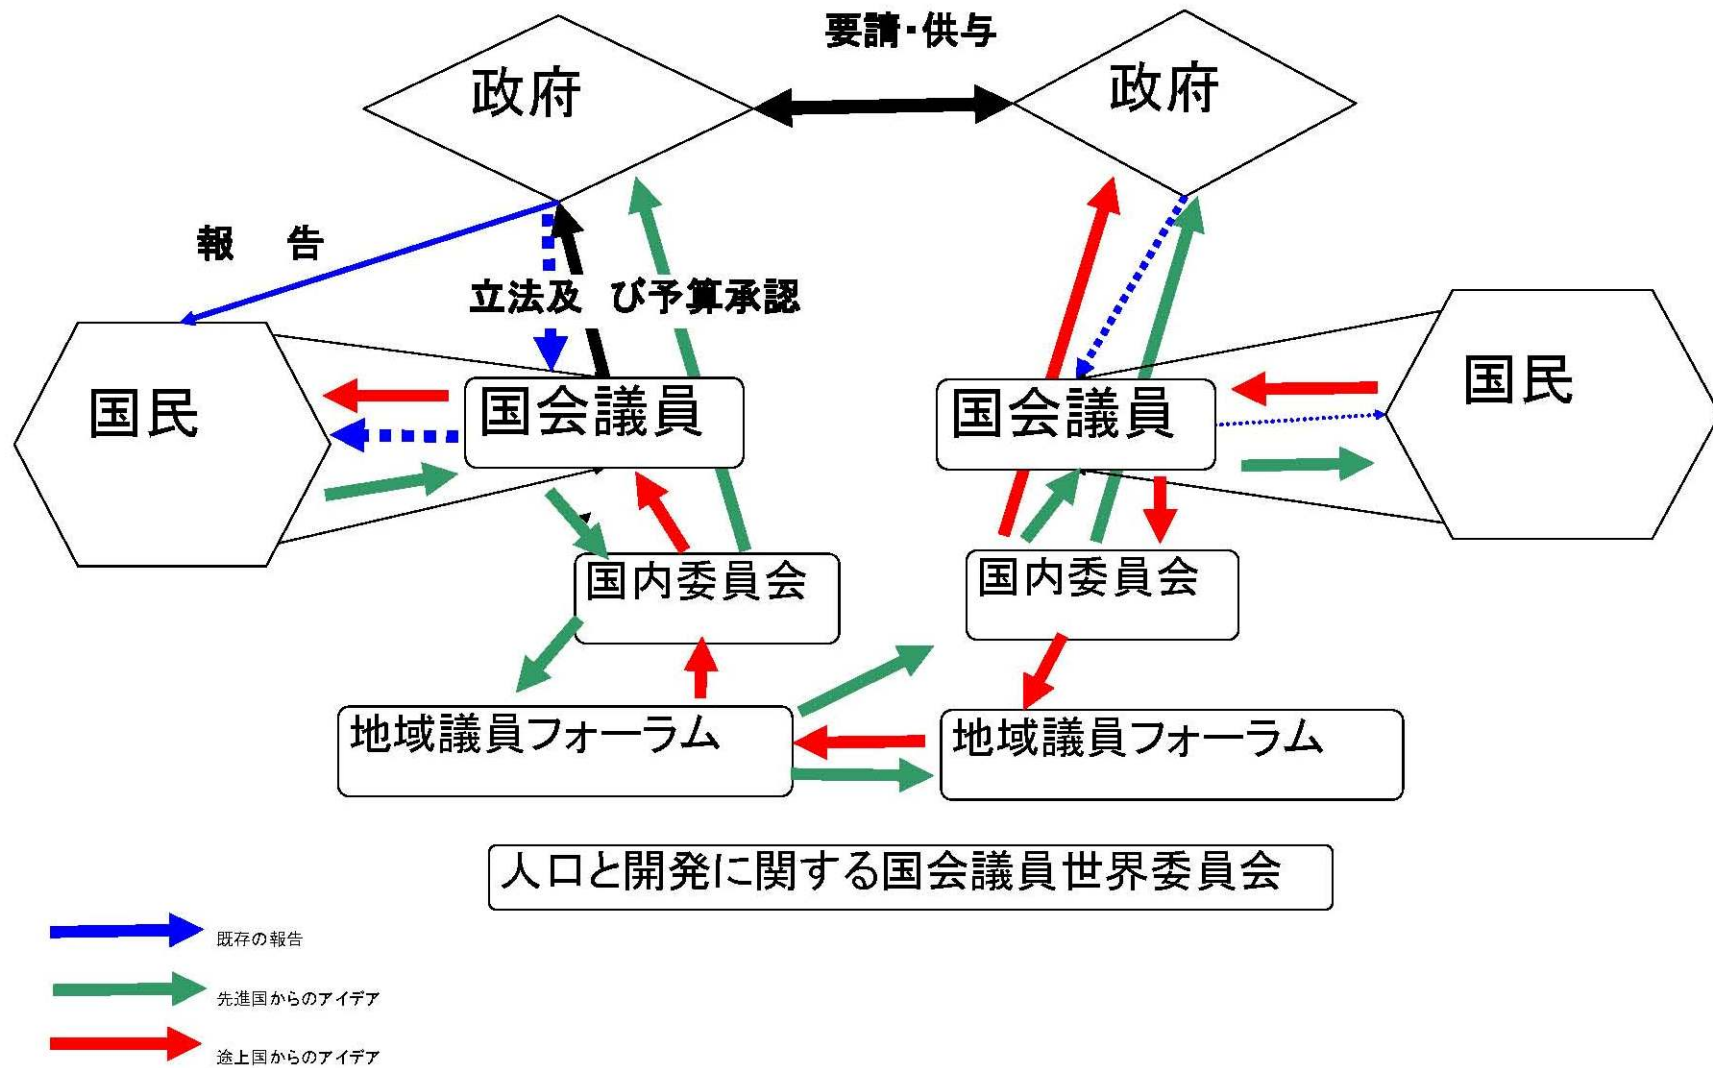 要請・供与
政府
政府
報 告
立法及 び予算承認
国民
国会議員
国会議員
国民
国内委員会
国内委員会
地域議員フォーラム
地域議員フォーラム
人口と開発に関する国会議員世界委員会
既存の報告
先進国からのアイデア
途上国からのアイデア